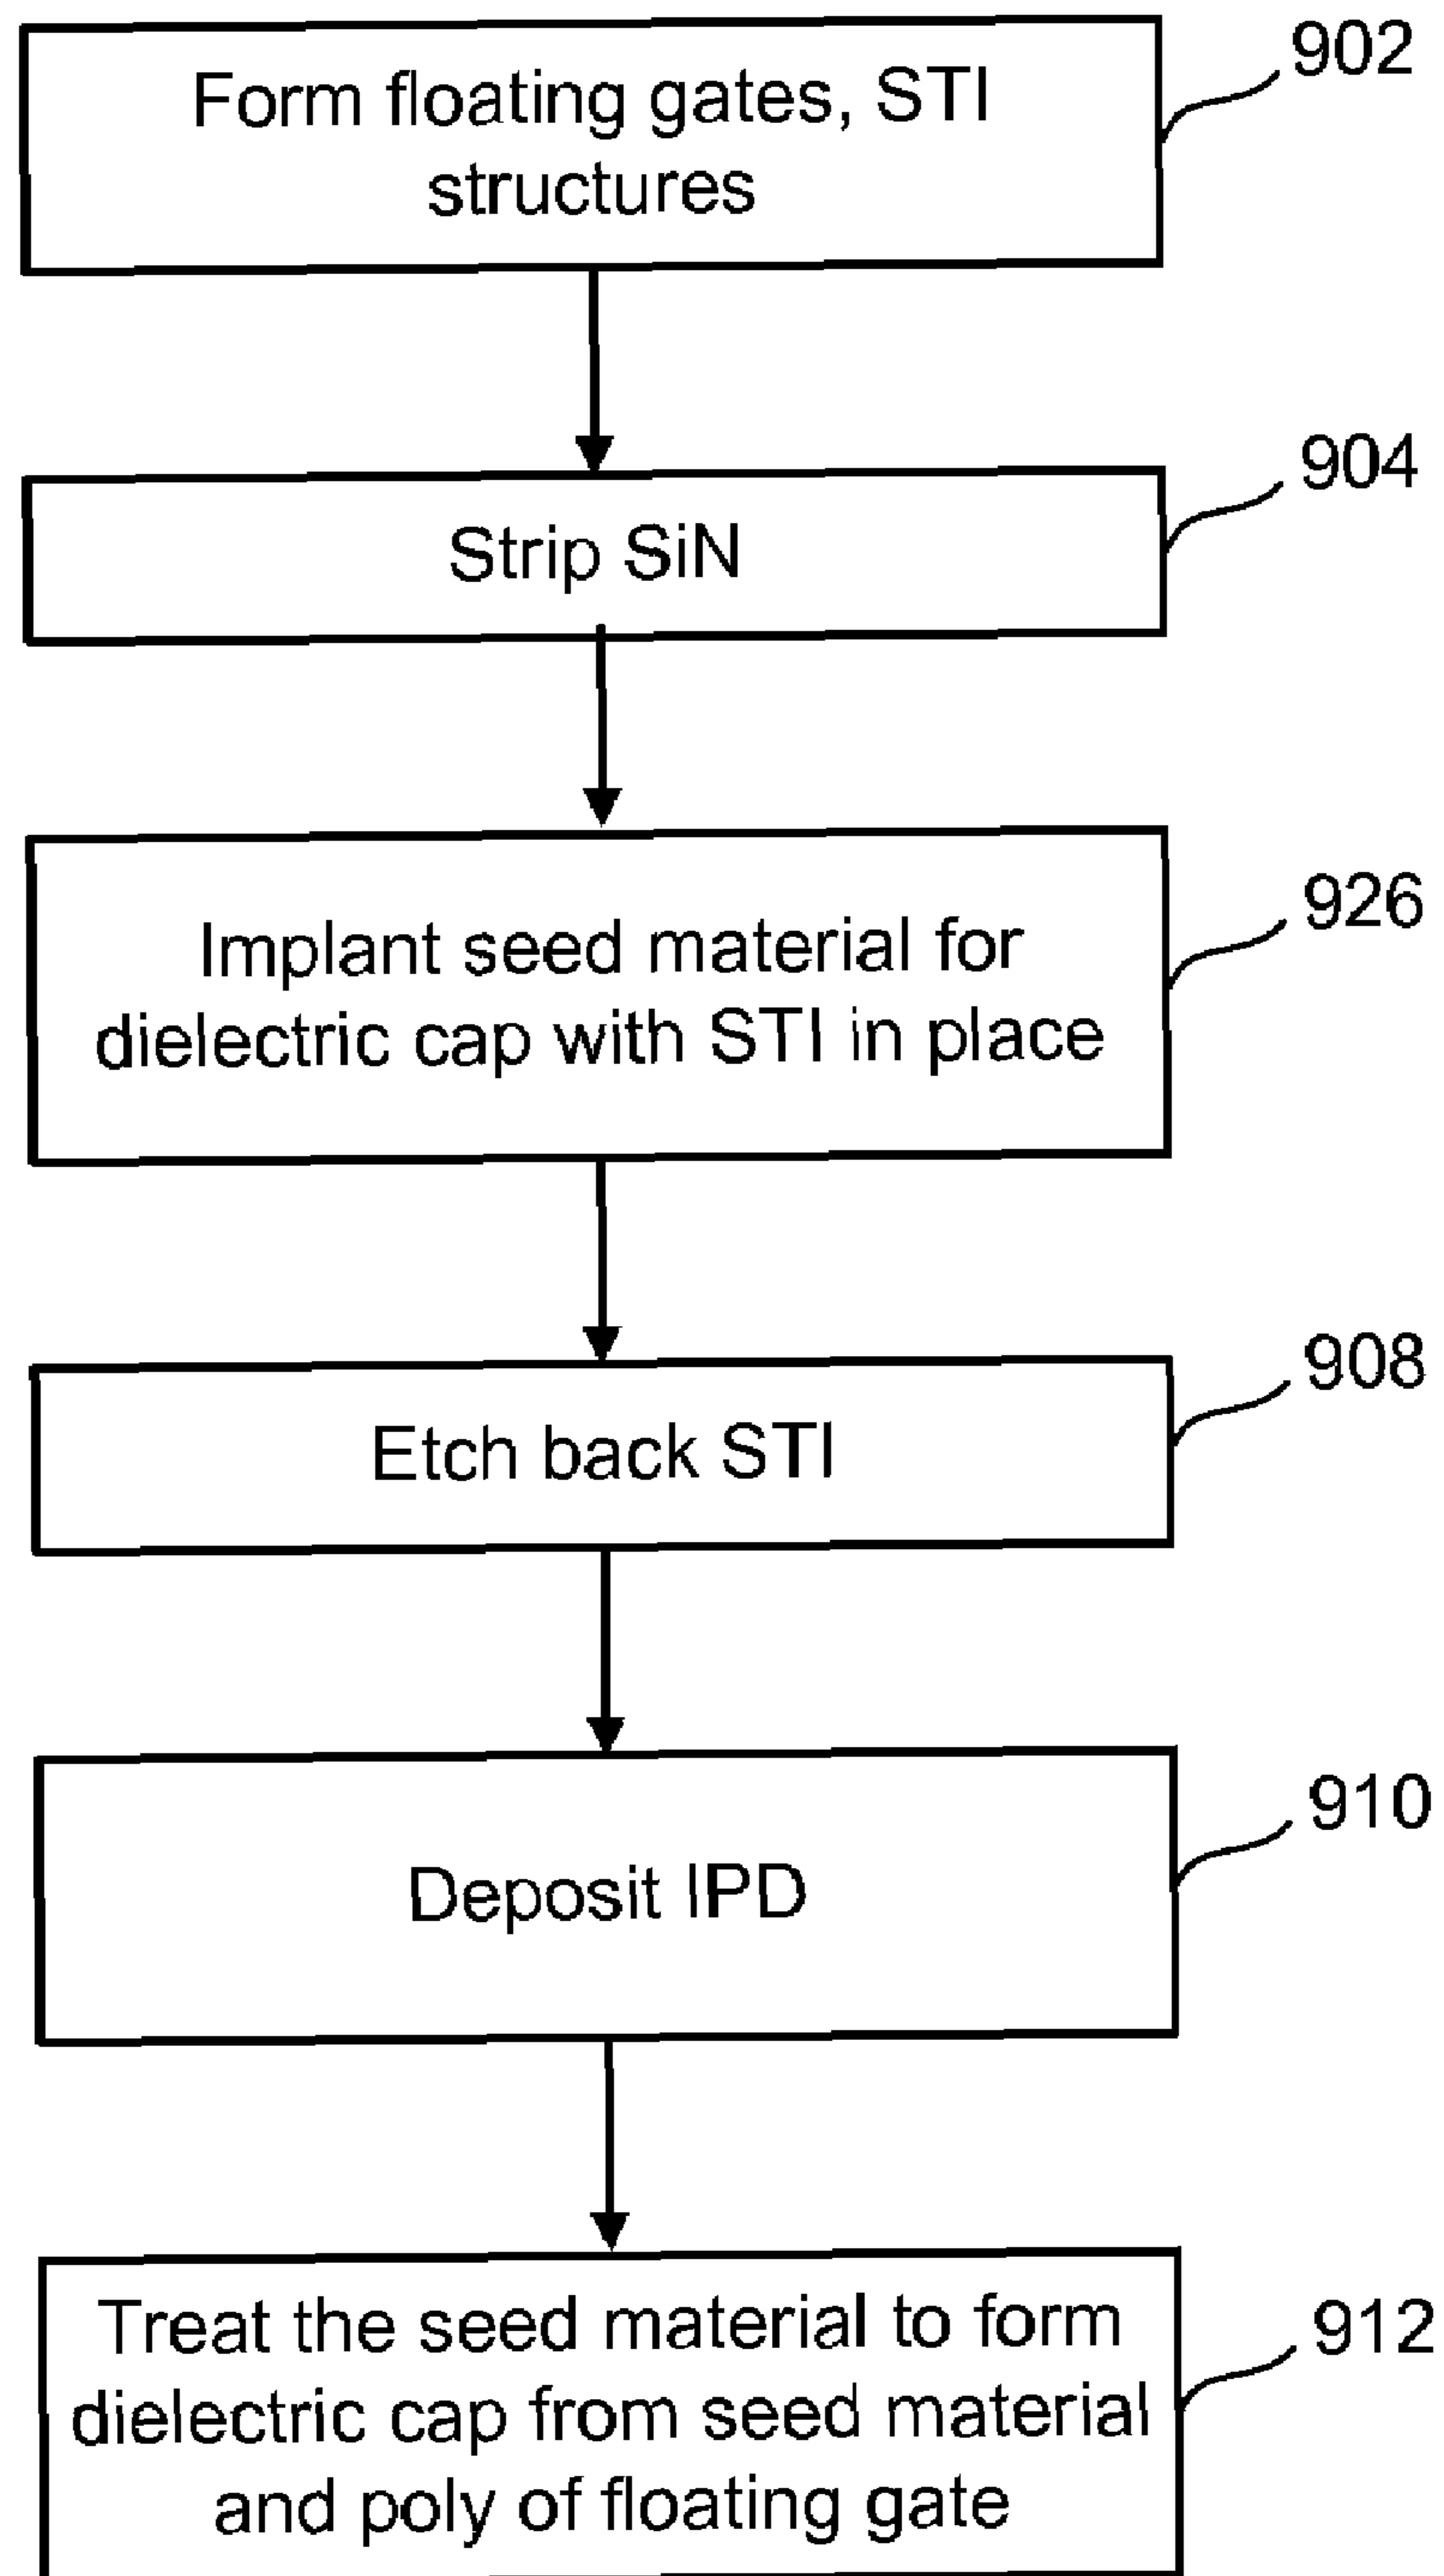 902
Form floating gates, STI
structures
904
Strip SiN
926
Implant seed material for
dielectric cap with STI in place
908
Etch back STI
910
Deposit IPD
912
Treat the seed material to form
dielectric cap from seed material
and poly of floating gate